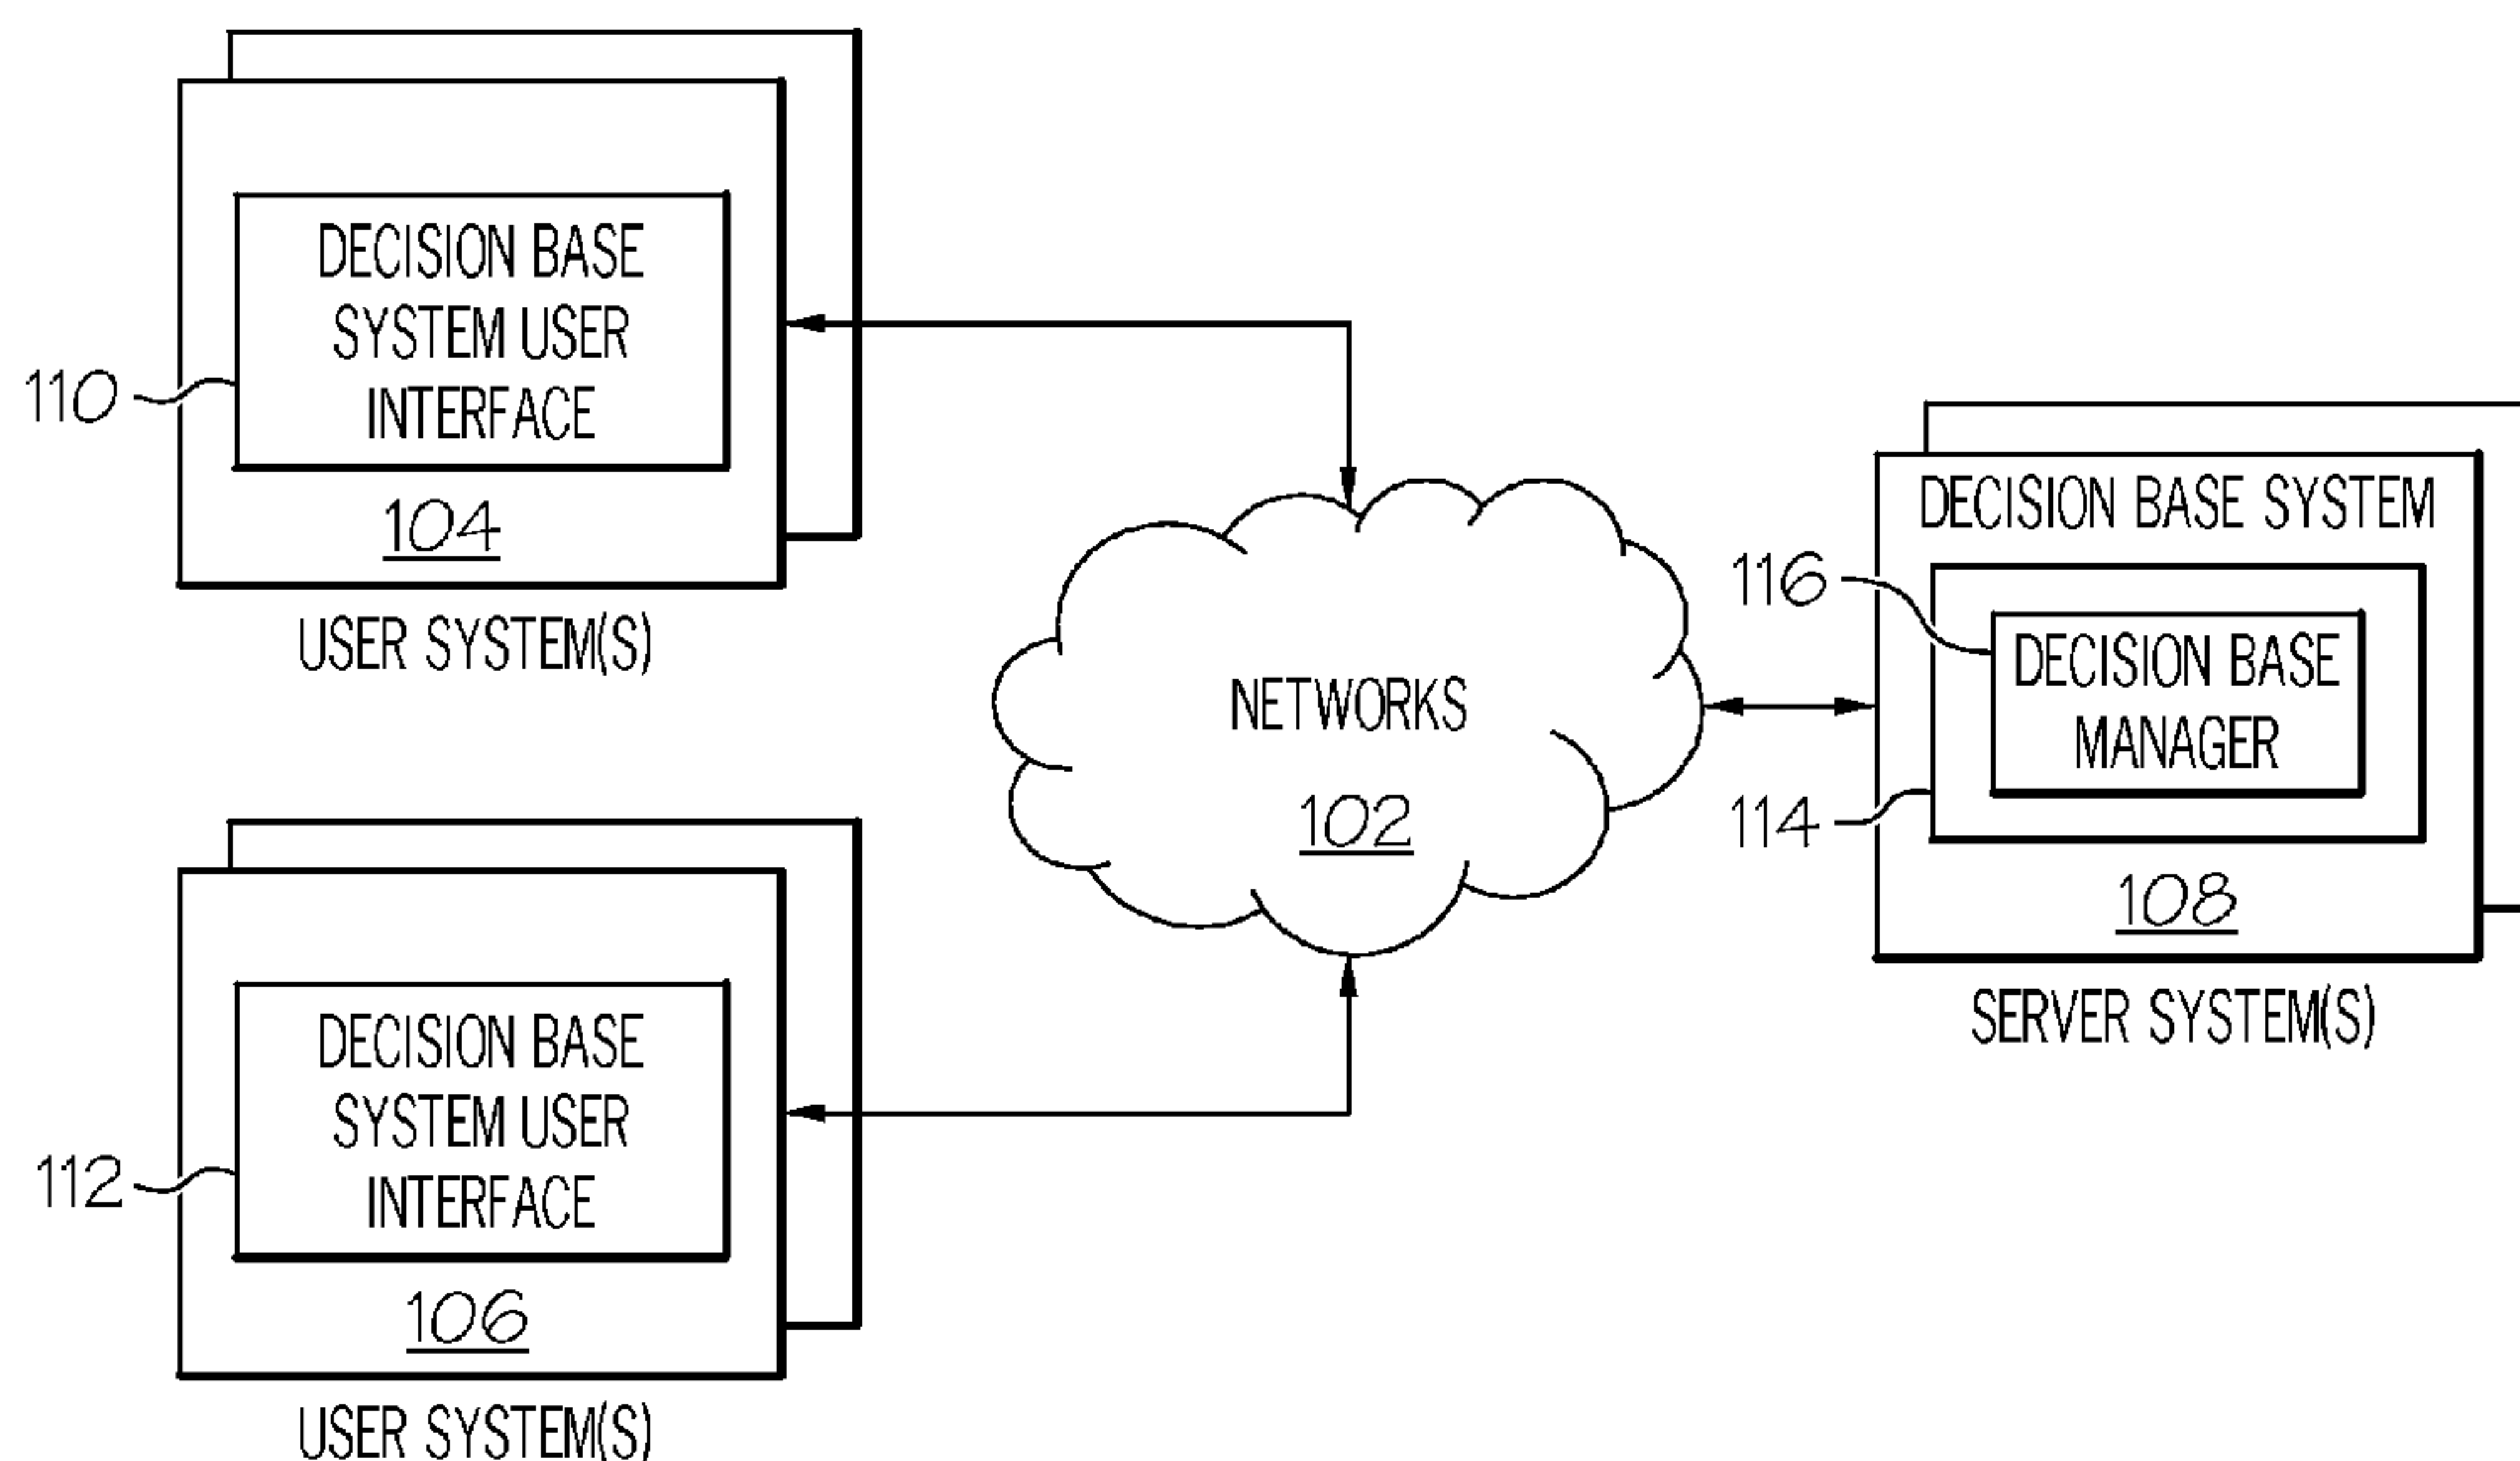 DECISION BASE
SYSTEM USER
INTERFACE
110
104
USER SYSTEM(S)
NETWORKS
102
DECISION BASE SYSTEM
116
DECISION BASE
MANAGER
114
108
SERVER SYSTEM(S)
DECISION BASE
SYSTEM USER
INTERFACE
112
106
USER SYSTEM(S)